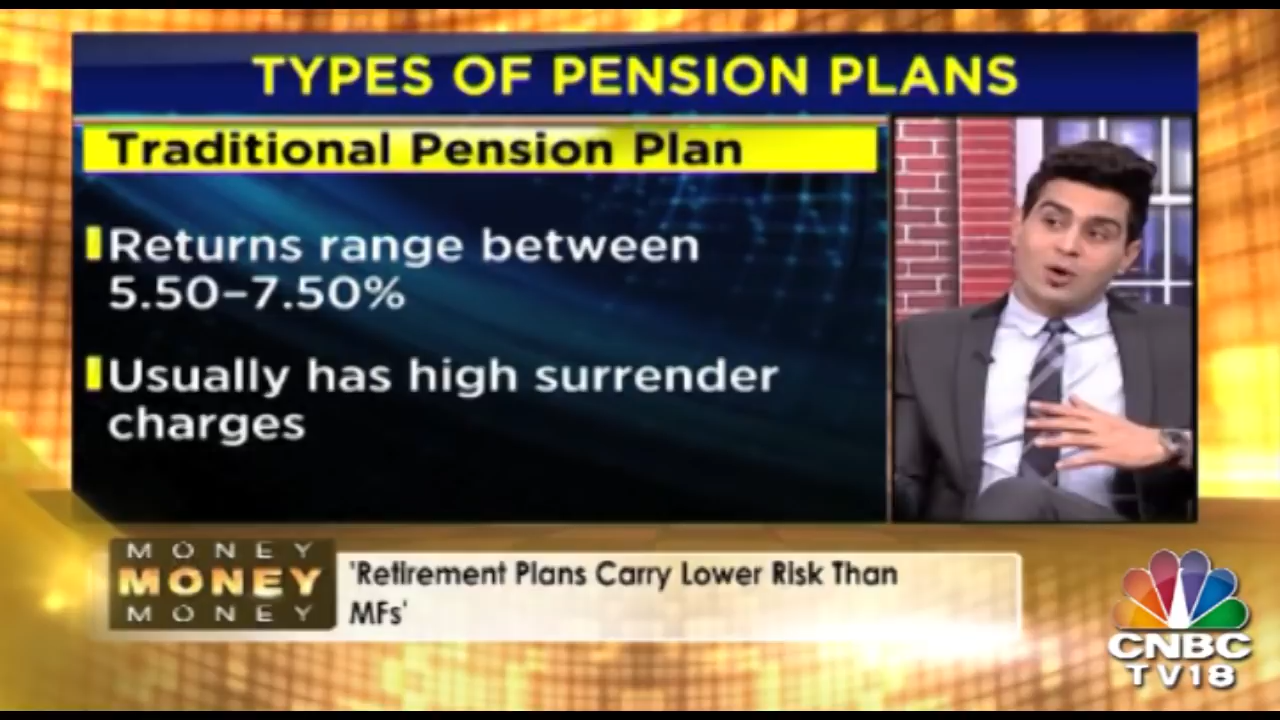 TYPES OF PENSION PLANS
Traditional Pension Plan
Returns range between
5.50–7.50%
Usually has high surrender
charges
MONEY
MONEY
MONEY
'Retirement Plans Carry Lower Risk Than
MFs'
CNBC
TV18